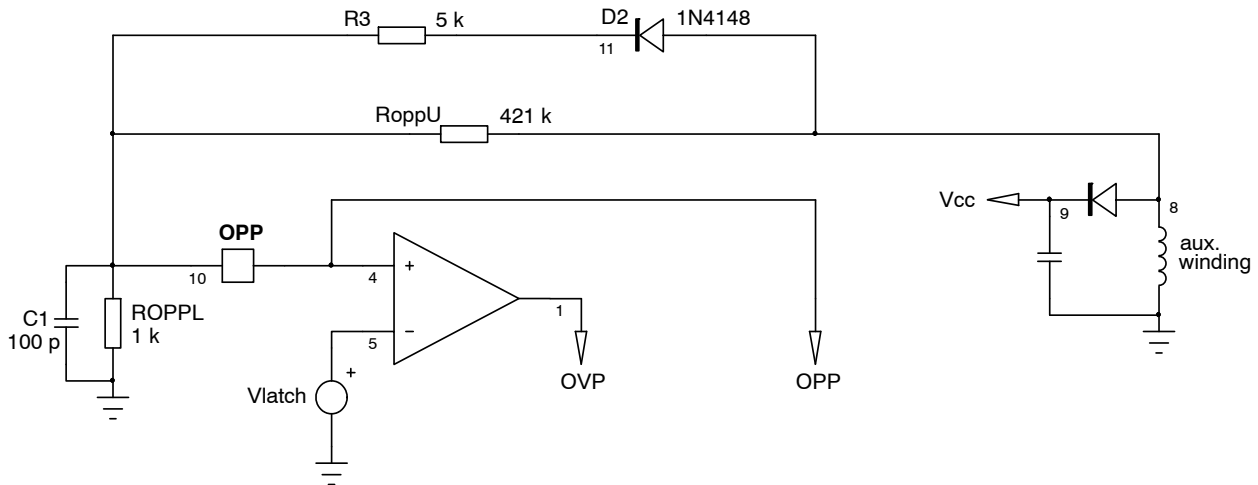 R3 5 k D2 1N4148
11
RoppU 421 k
Vcc 9 8
OPP
aux.
winding
10 4 +
C1 ROPPL
100 p 1 k
1
5 −
Vlatch +
OVP OPP